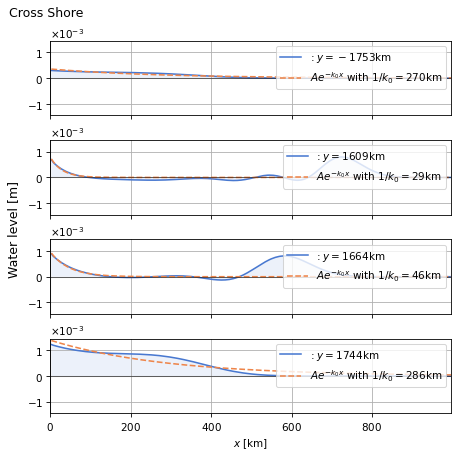 Cross Shore
×10⁻³
1
0
−1
: y = −1753km
Ae^{−k₀x} with 1/k₀ = 270km
×10⁻³
1
0
−1
: y = 1609km
Ae^{−k₀x} with 1/k₀ = 29km
Water level [m]
×10⁻³
1
0
−1
: y = 1664km
Ae^{−k₀x} with 1/k₀ = 46km
×10⁻³
1
0
−1
: y = 1744km
Ae^{−k₀x} with 1/k₀ = 286km
0 200 400 600 800
x [km]